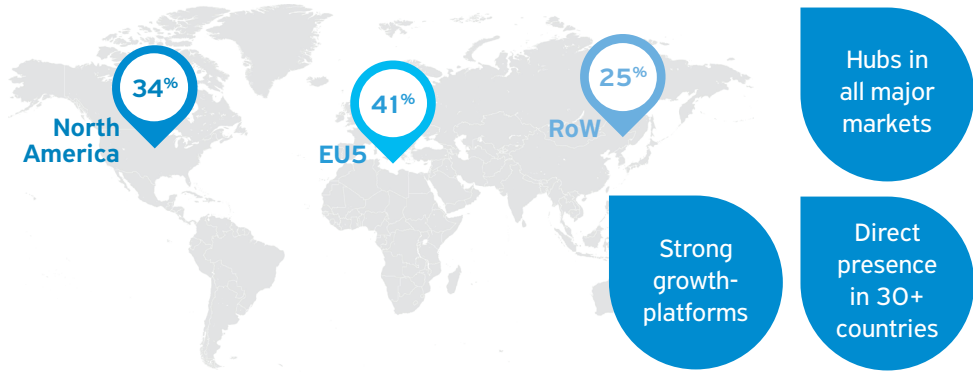 34%
North
America
41%
EU5
25%
RoW
Hubs in
all major
markets
Strong
growth-
platforms
Direct
presence
in 30+
countries